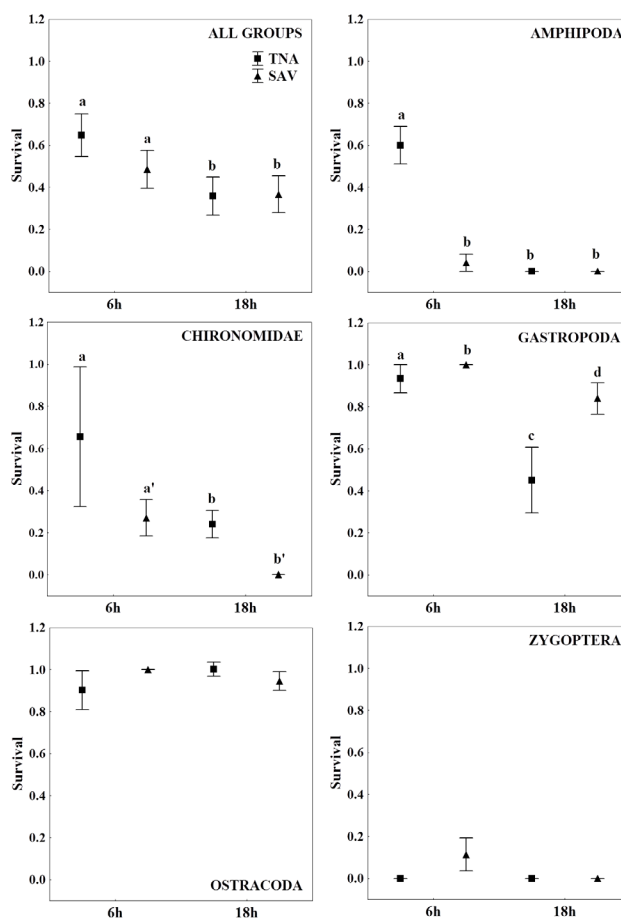 ALL GROUPS
TNA
SAV
1.2
1.0
0.8
0.6
0.4
0.2
0.0
Survival
a
a
b
b
6h
18h
AMPHIPODA
1.2
1.0
0.8
0.6
0.4
0.2
0.0
Survival
a
b
b
b
6h
18h
CHIRONOMIDAE
1.2
1.0
0.8
0.6
0.4
0.2
0.0
Survival
a
a'
b
b'
6h
18h
GASTROPODA
1.2
1.0
0.8
0.6
0.4
0.2
0.0
Survival
a
b
c
d
6h
18h
1.2
1.0
0.8
0.6
0.4
0.2
0.0
Survival
OSTRACODA
6h
18h
ZYGOPTERA
1.2
1.0
0.8
0.6
0.4
0.2
0.0
Survival
6h
18h